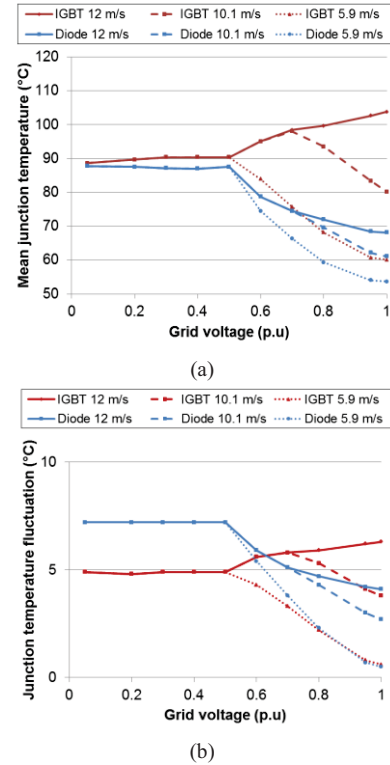 IGBT 12 m/s IGBT 10.1 m/s IGBT 5.9 m/s
Diode 12 m/s Diode 10.1 m/s Diode 5.9 m/s
Mean junction temperature (°C)
120
110
100
90
80
70
60
50
0 0.2 0.4 0.6 0.8 1
Grid voltage (p.u)
(a)
IGBT 12 m/s IGBT 10.1 m/s IGBT 5.9 m/s
Diode 12 m/s Diode 10.1 m/s Diode 5.9 m/s
Junction temperature fluctuation (°C)
10
5
0
0 0.2 0.4 0.6 0.8 1
Grid voltage (p.u)
(b)